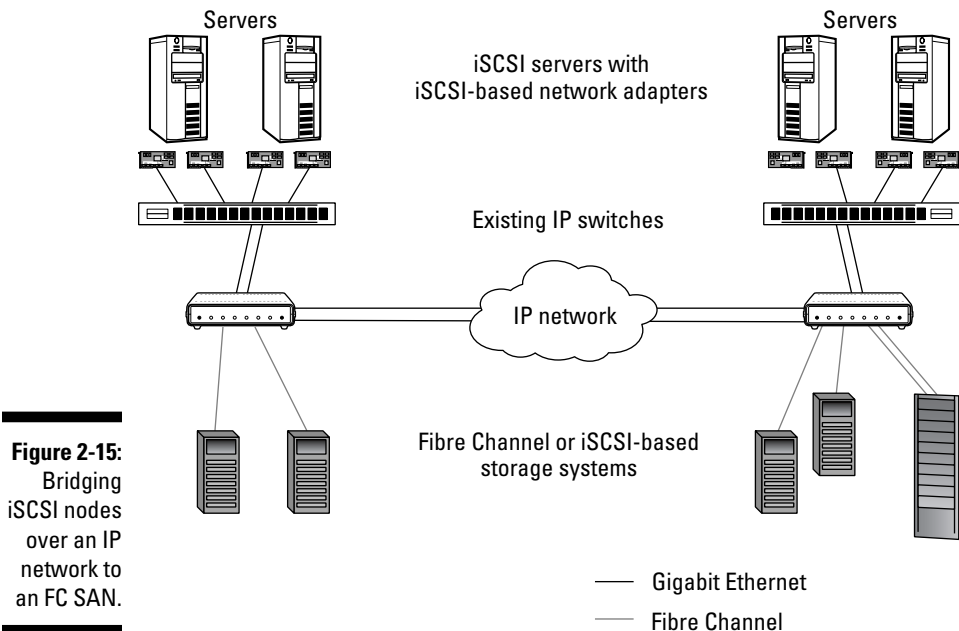 Servers
Servers
iSCSI servers with
iSCSI-based network adapters
Existing IP switches
IP network
Fibre Channel or iSCSI-based
storage systems
Figure 2-15:
Bridging
iSCSI nodes
over an IP
network to
an FC SAN.
Gigabit Ethernet
Fibre Channel